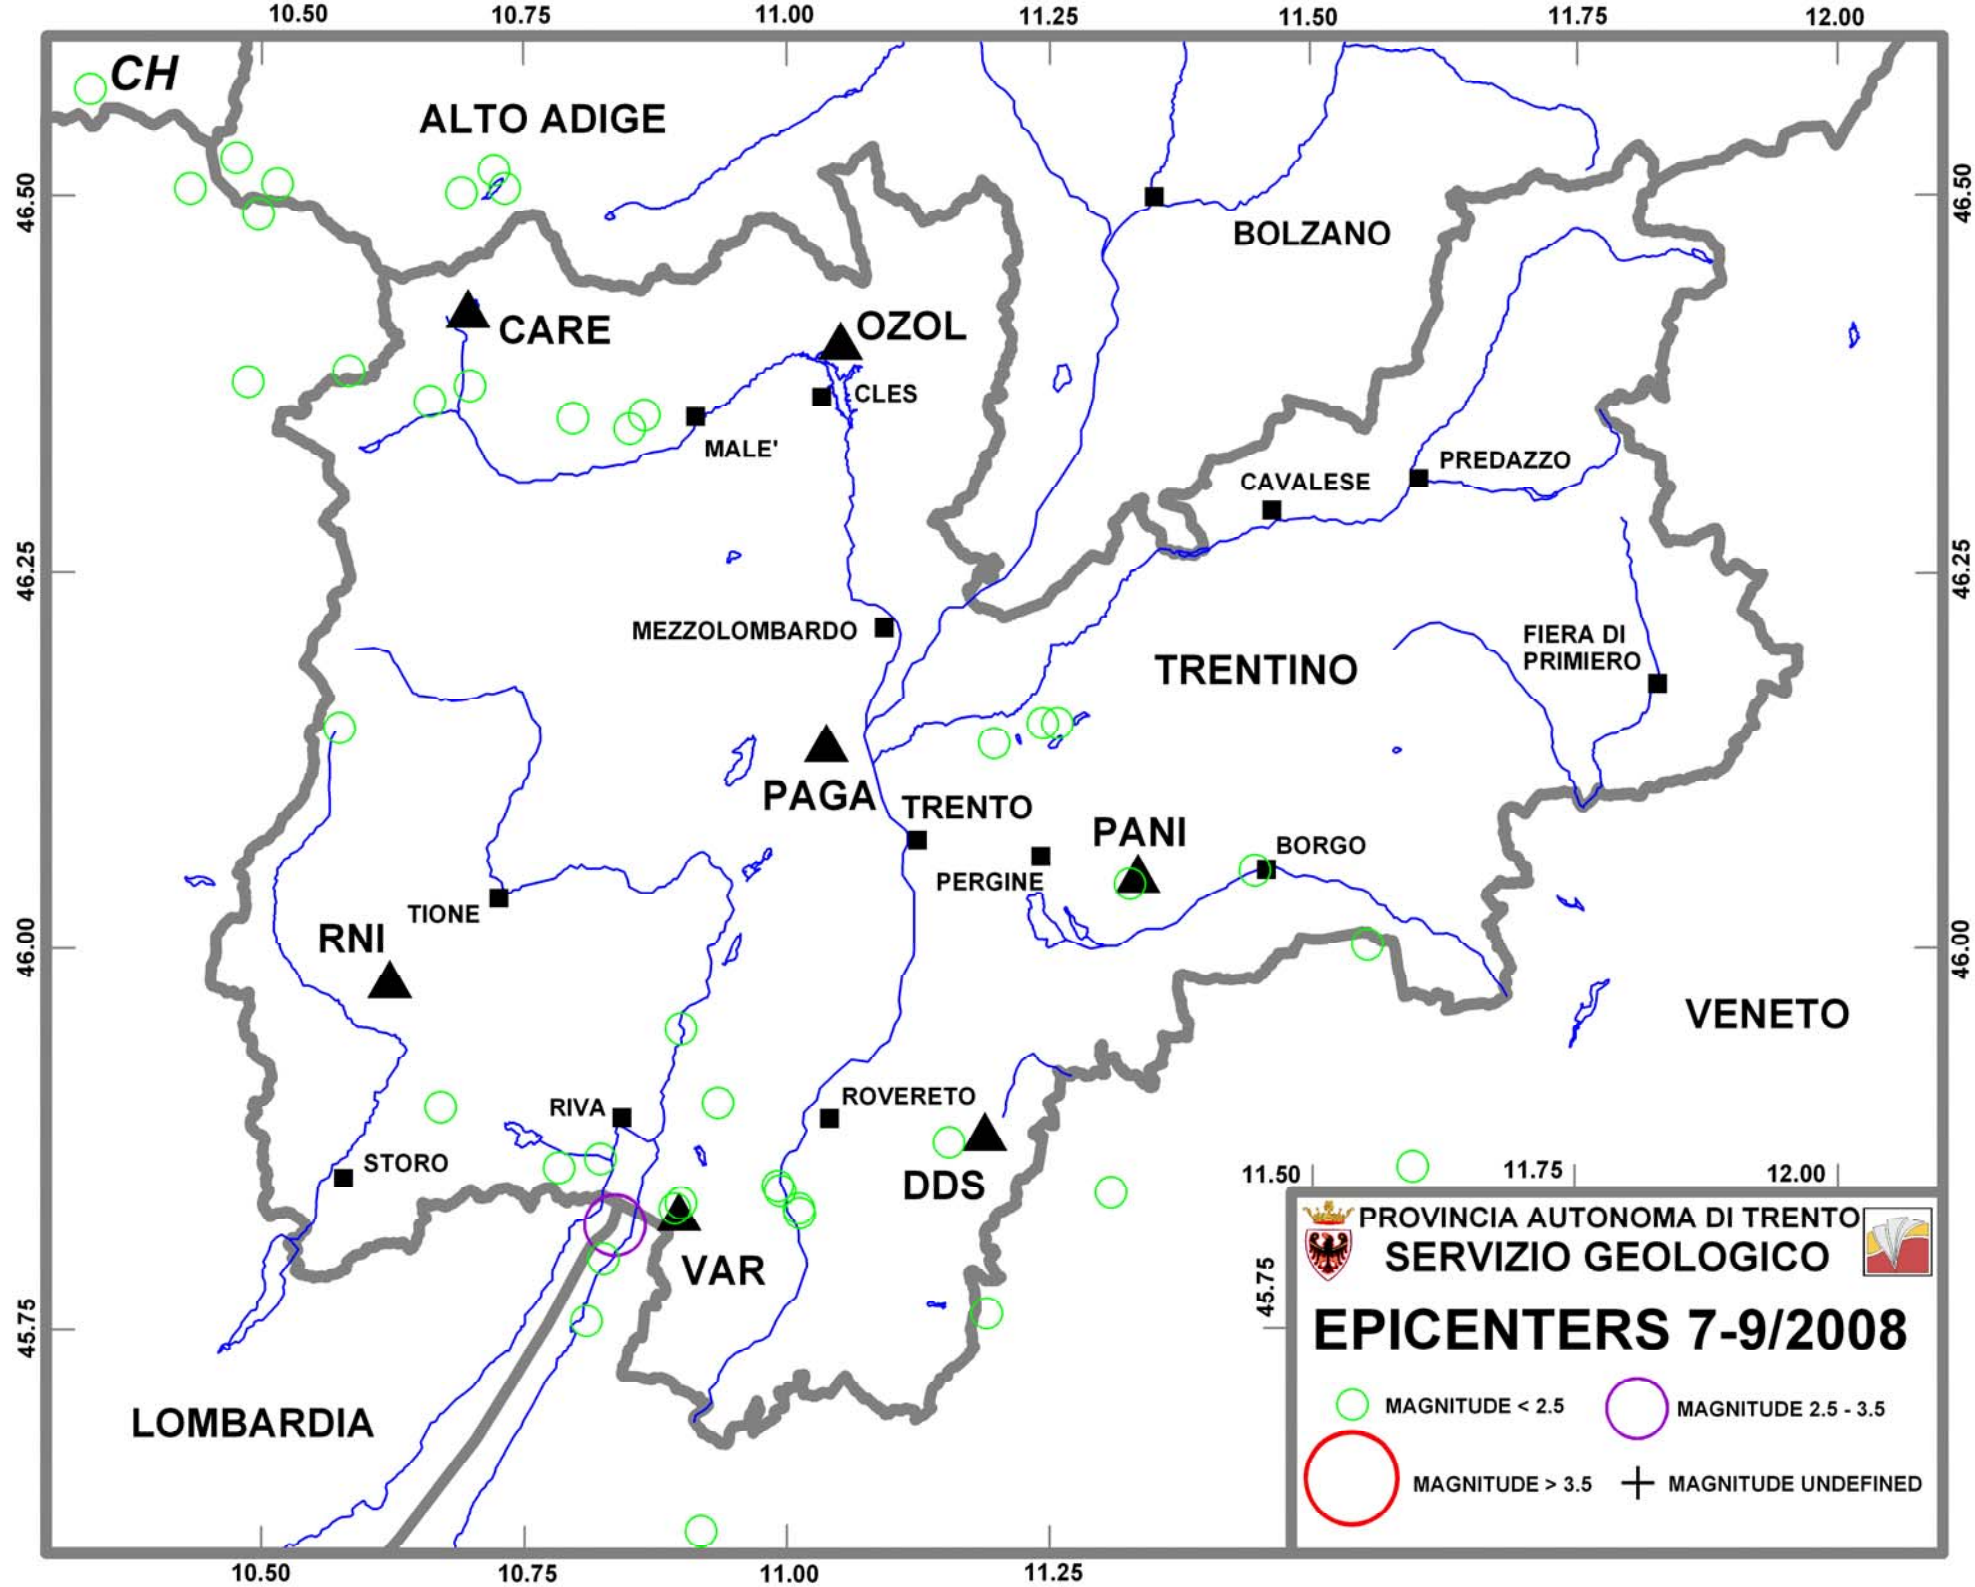 10.50 10.75 11.00 11.25 11.50 11.75 12.00
CH
ALTO ADIGE
46.50
46.50
BOLZANO
CARE
OZOL
CLES
MALE'
PREDAZZO
CAVALESE
46.25
46.25
MEZZOLOMBARDO
FIERA DI
PRIMIERO
TRENTINO
PAGA
TRENTO
PANI
BORGO
PERGINE
TIONE
RNI
46.00
46.00
VENETO
ROVERETO
RIVA
STORO
DDS
11.50 11.75 12.00
VAR
45.75
45.75
PROVINCIA AUTONOMA DI TRENTO
SERVIZIO GEOLOGICO
EPICENTERS 7-9/2008
MAGNITUDE < 2.5
MAGNITUDE 2.5 - 3.5
MAGNITUDE > 3.5
MAGNITUDE UNDEFINED
LOMBARDIA
10.50 10.75 11.00 11.25